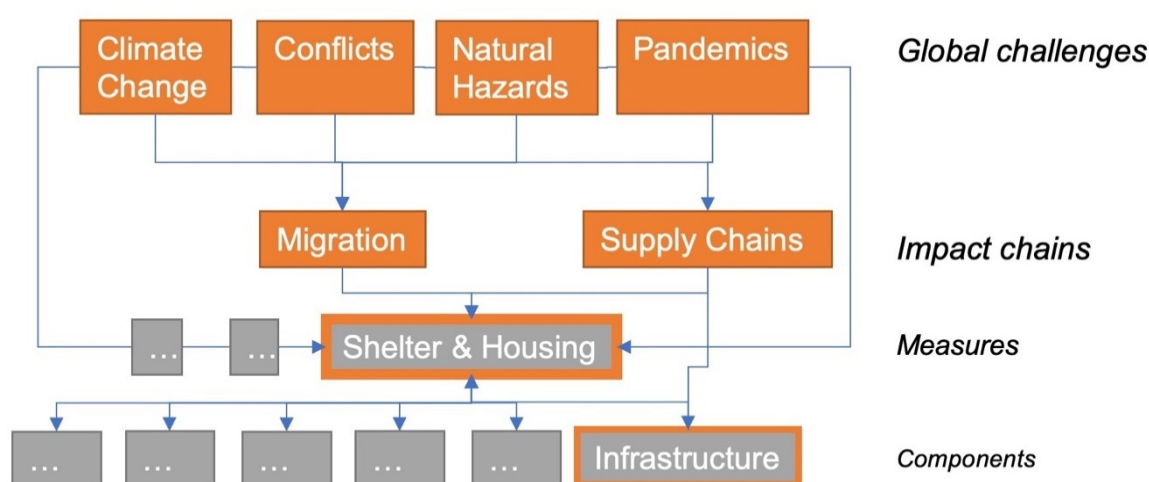 Climate
Change
Conflicts
Natural
Hazards
Pandemics
Global challenges
Migration
Supply Chains
Impact chains
...
...
Shelter & Housing
Measures
...
...
...
...
...
Infrastructure
Components